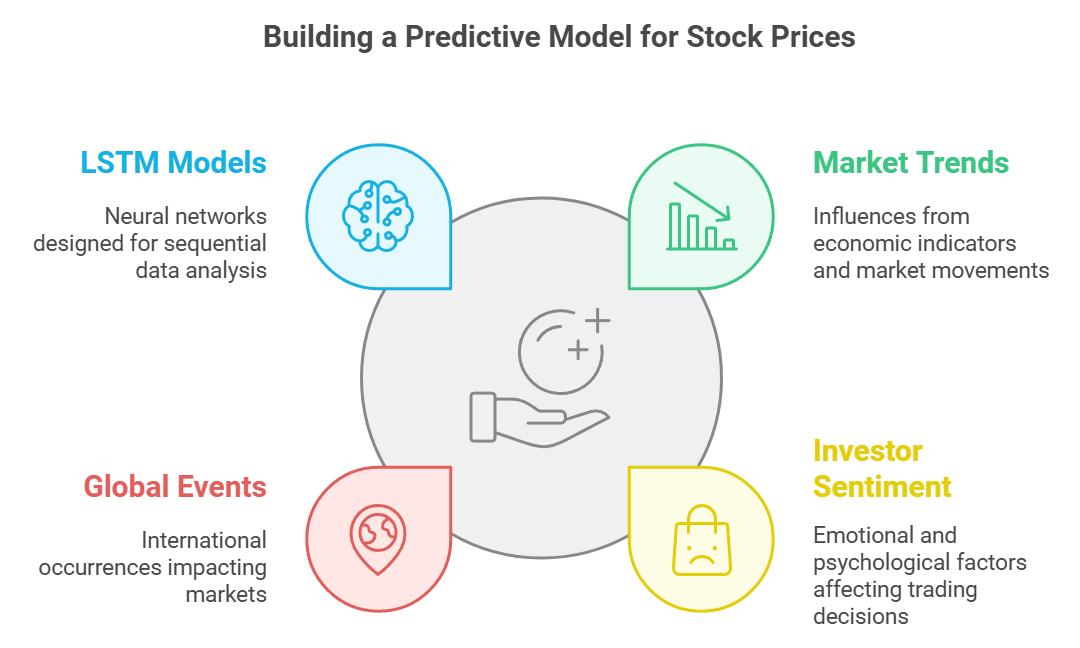 Building a Predictive Model for Stock Prices
LSTM Models
Neural networks
designed for sequential
data analysis
Market Trends
Influences from
economic indicators
and market movements
Global Events
International
occurrences impacting
markets
Investor
Sentiment
Emotional and
psychological factors
affecting trading
decisions